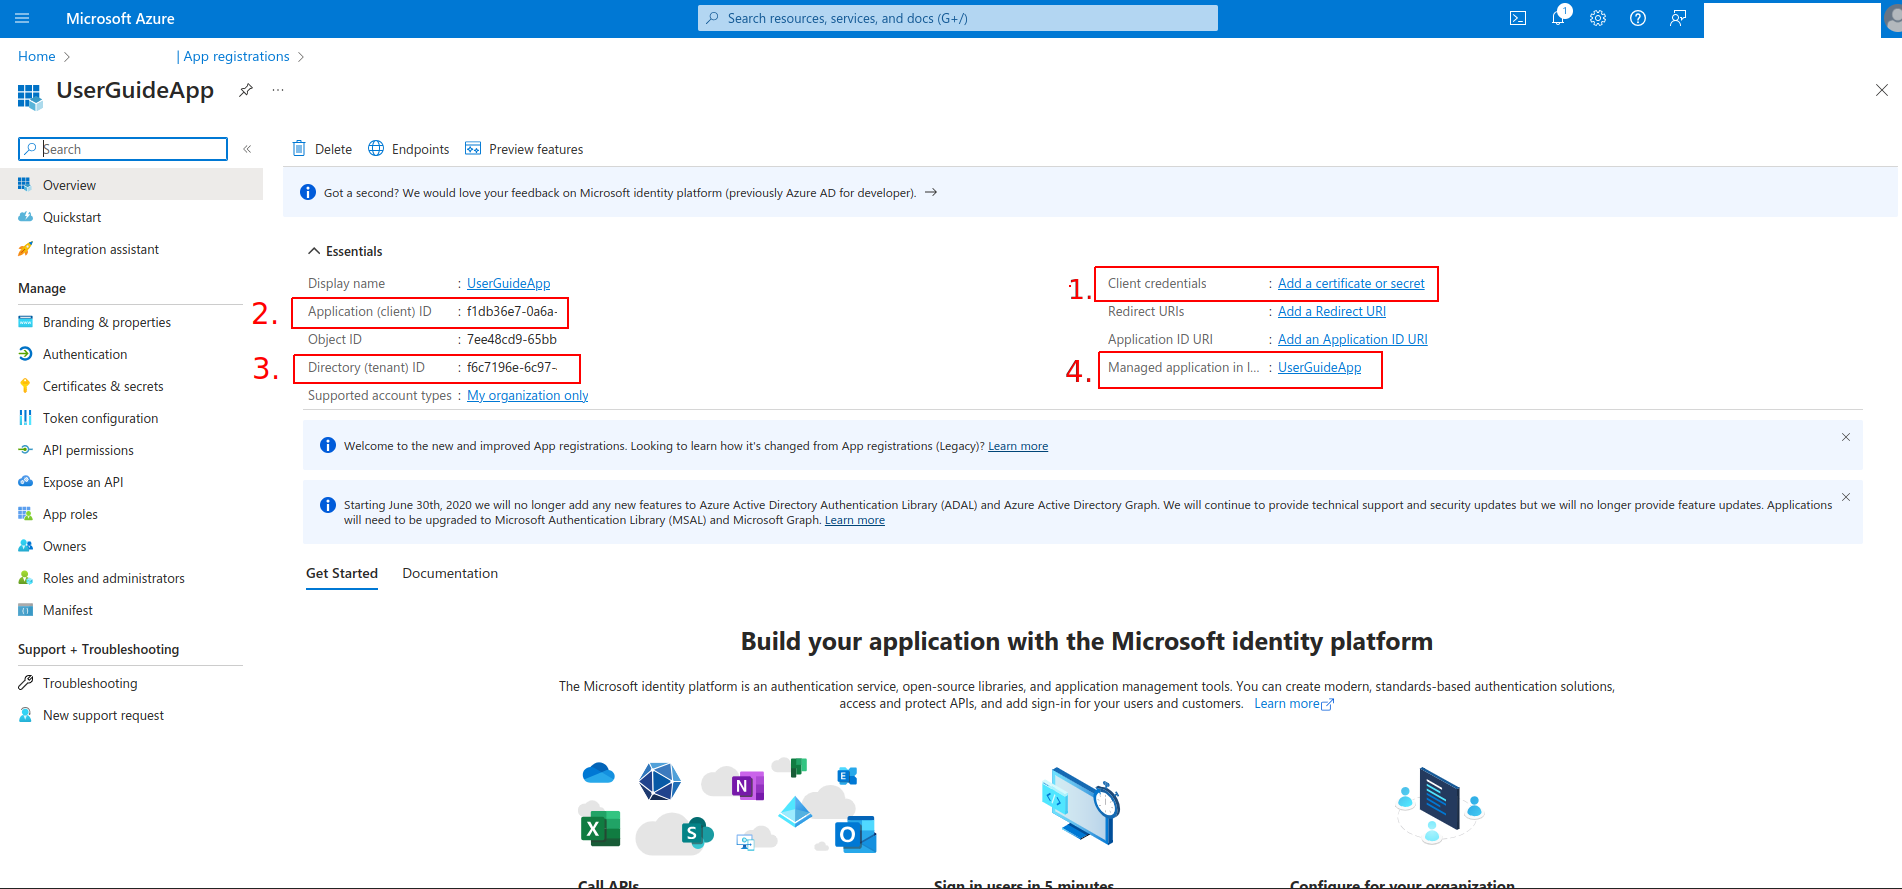 Microsoft Azure
Search resources, services, and docs (G+/)
1
Home > | App registrations >
UserGuideApp
...
Search
«
Delete Endpoints Preview features
Overview
Quickstart
Integration assistant
Got a second? We would love your feedback on Microsoft identity platform (previously Azure AD for developer). →
Manage
Branding & properties
Authentication
Certificates & secrets
Token configuration
API permissions
Expose an API
App roles
Owners
Roles and administrators
Manifest
Support + Troubleshooting
Troubleshooting
New support request
Essentials
Display name : UserGuideApp
2. Application (client) ID : f1db36e7-0a6a-
Object ID : 7ee48cd9-65bb
3. Directory (tenant) ID : f6c7196e-6c97-
Supported account types : My organization only
1. Client credentials : Add a certificate or secret
Redirect URIs : Add a Redirect URI
Application ID URI : Add an Application ID URI
4. Managed application in l... : UserGuideApp
Welcome to the new and improved App registrations. Looking to learn how it's changed from App registrations (Legacy)? Learn more
Starting June 30th, 2020 we will no longer add any new features to Azure Active Directory Authentication Library (ADAL) and Azure Active Directory Graph. We will continue to provide technical support and security updates but we will no longer provide feature updates. Applications
will need to be upgraded to Microsoft Authentication Library (MSAL) and Microsoft Graph. Learn more
Get Started Documentation
Build your application with the Microsoft identity platform
The Microsoft identity platform is an authentication service, open-source libraries, and application management tools. You can create modern, standards-based authentication solutions,
access and protect APIs, and add sign-in for your users and customers. Learn more
N
E
X
S
O
Call APIs Sign in users in 5 minutes Configure for your organization